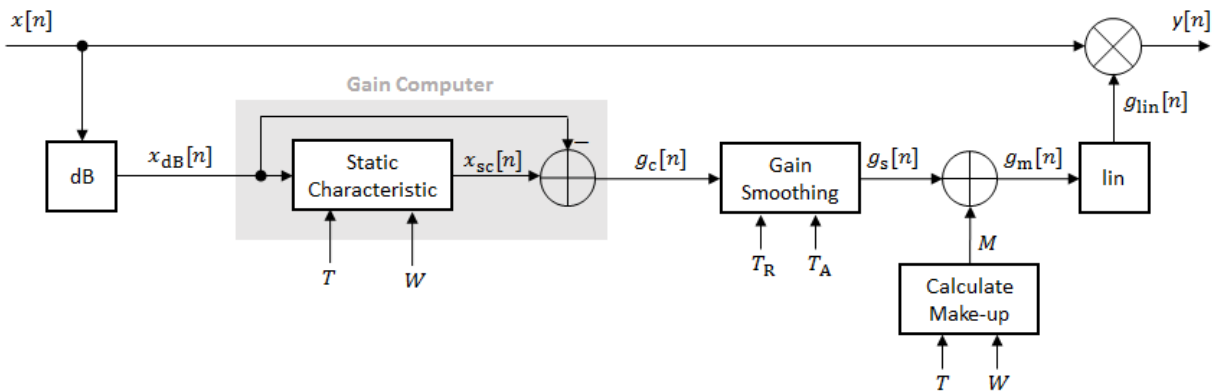 x[n]
y[n]
Gain Computer
g_lin[n]
dB
x_dB[n]
Static
Characteristic
x_sc[n]
−
g_c[n]
Gain
Smoothing
g_s[n]
g_m[n]
lin
T
W
T_R
T_A
M
Calculate
Make-up
T
W